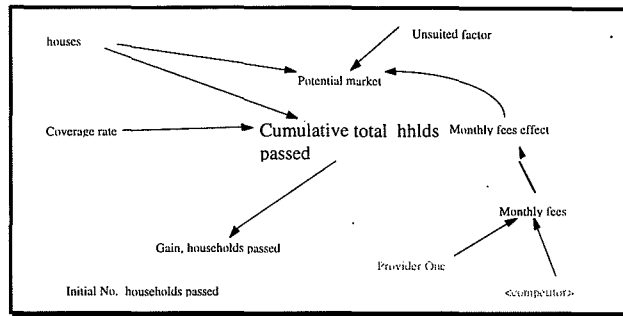 Unsuited factor
houses
Potential market
Coverage rate
Cumulative total hhlds
passed
Monthly fees effect
Monthly fees
Gain, households passed
Provider One
Initial No. households passed
<competitor>